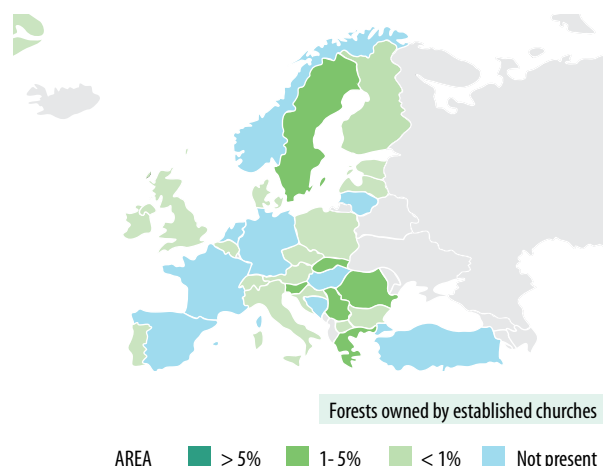 Forests owned by established churches
AREA > 5% 1- 5% < 1% Not present